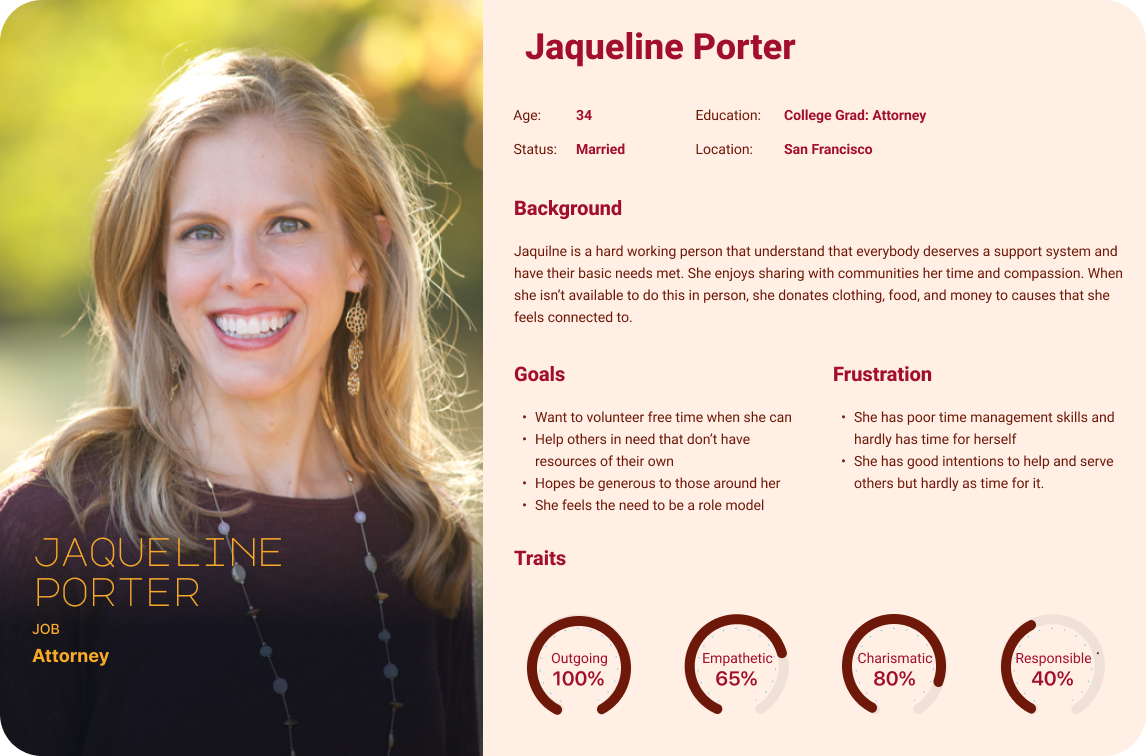 JAQUELINE
PORTER
JOB
Attorney
Jaqueline Porter
Age: 34 Education: College Grad: Attorney
Status: Married Location: San Francisco
Background
Jaquilne is a hard working person that understand that everybody deserves a support system and
have their basic needs met. She enjoys sharing with communities her time and compassion. When
she isn’t available to do this in person, she donates clothing, food, and money to causes that she
feels connected to.
Goals
• Want to volunteer free time when she can
• Help others in need that don’t have
resources of their own
• Hopes be generous to those around her
• She feels the need to be a role model
Frustration
• She has poor time management skills and
hardly has time for herself
• She has good intentions to help and serve
others but hardly as time for it.
Traits
Outgoing
100%
Empathetic
65%
Charismatic
80%
Responsible
40%